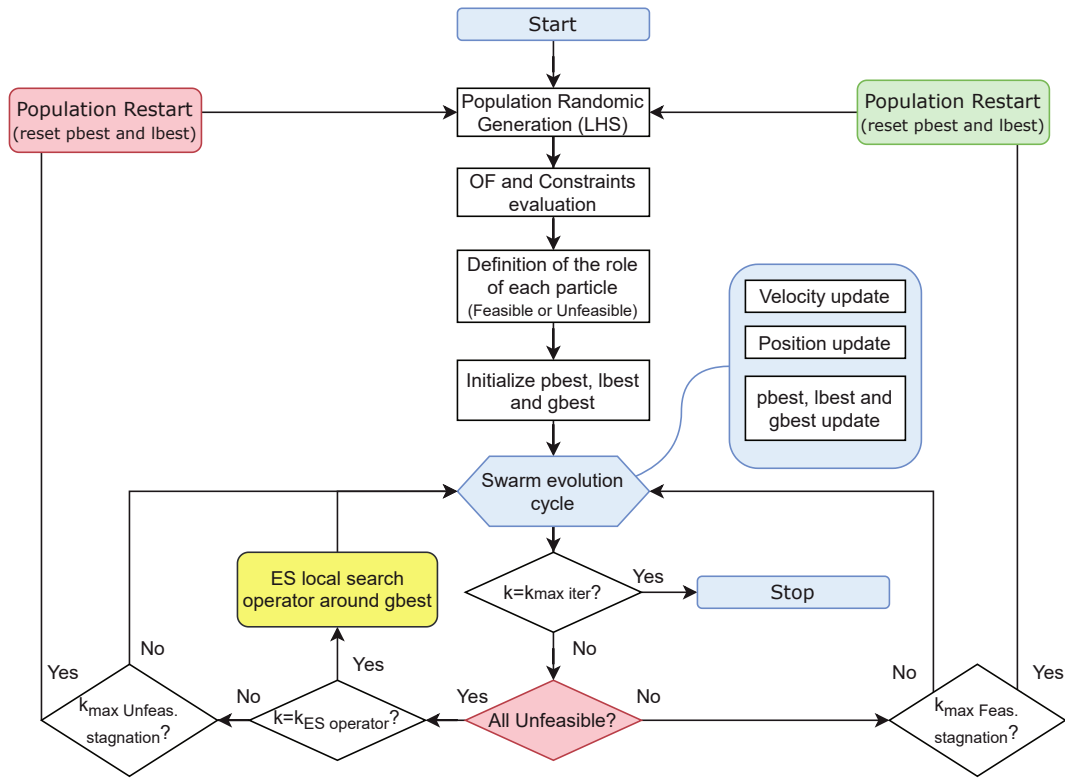 Start
Population Restart
(reset pbest and lbest)
Population Randomic
Generation (LHS)
Population Restart
(reset pbest and lbest)
OF and Constraints
evaluation
Definition of the role
of each particle
(Feasible or Unfeasible)
Velocity update
Position update
pbest, lbest and
gbest update
Initialize pbest, lbest
and gbest
Swarm evolution
cycle
ES local search
operator around gbest
k=kmax iter?
Yes
Stop
No
No
Yes
Yes
No
Yes
No
No
Yes
kmax Unfeas.
stagnation?
k=kES operator?
All Unfeasible?
kmax Feas.
stagnation?